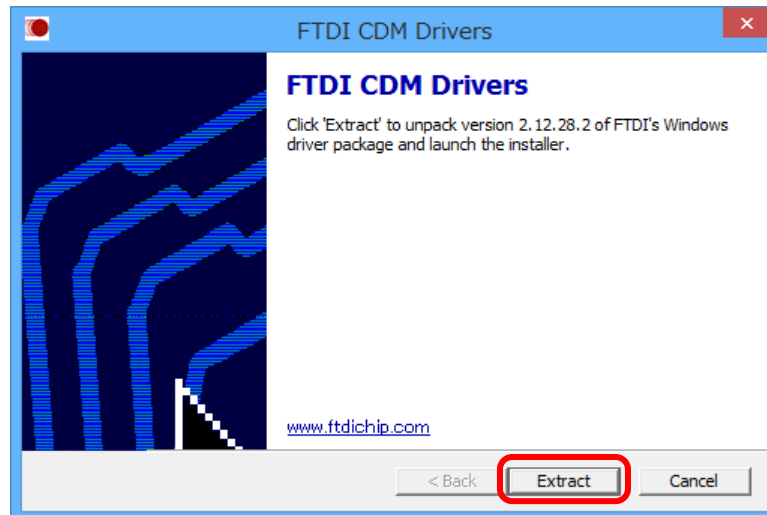 FTDI CDM Drivers
FTDI CDM Drivers
Click 'Extract' to unpack version 2.12.28.2 of FTDI's Windows
driver package and launch the installer.
www.ftdichip.com
< Back Extract Cancel